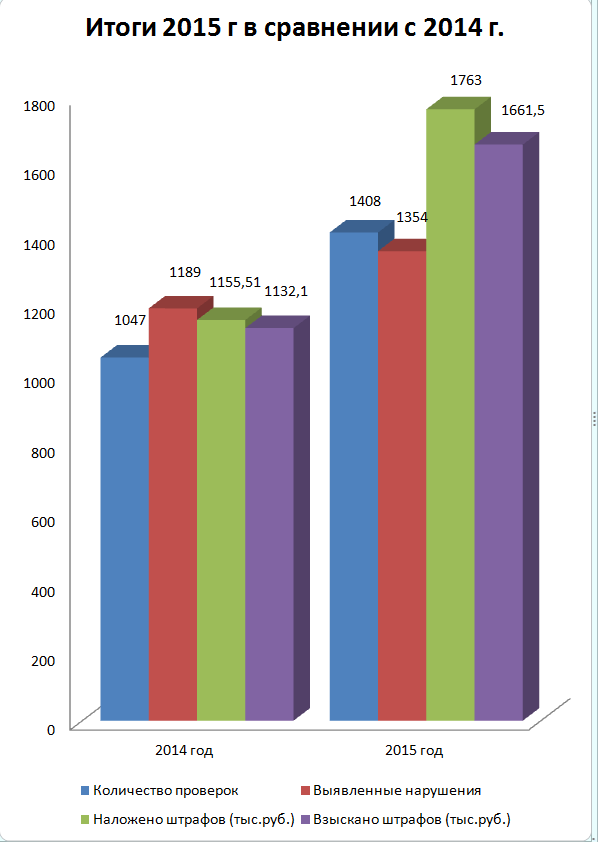 Итоги 2015 г в сравнении с 2014 г.
1763
1800
1661,5
1600
1408
1354
1400
1189
1155,51
1132,1
1200
1047
1000
800
600
400
200
0
2014 год
2015 год
Количество проверок
Выявленные нарушения
Наложено штрафов (тыс.руб.)
Взыскано штрафов (тыс.руб.)